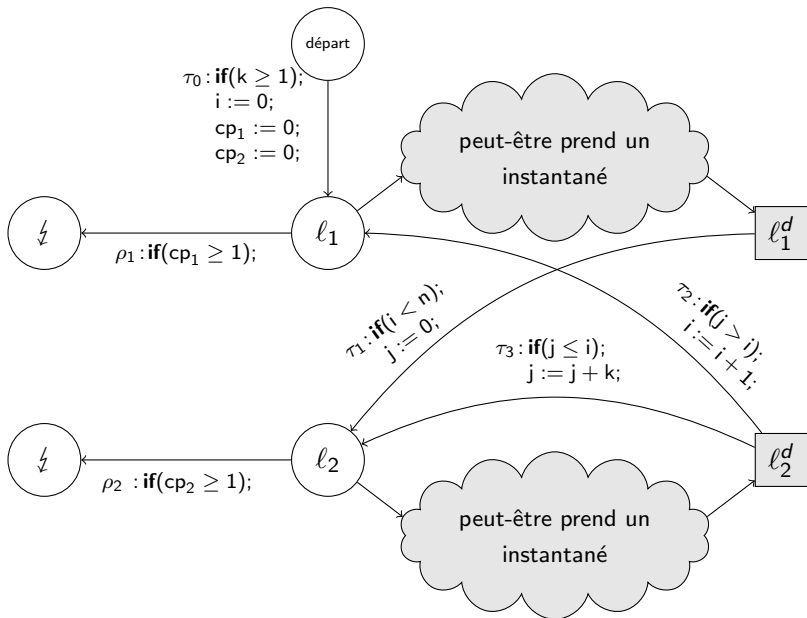 départ
τ₀ : if(k ≥ 1);
i := 0;
cp₁ := 0;
cp₂ := 0;
peut-être prend un
instantané
↯
ρ₁ : if(cp₁ ≥ 1);
ℓ₁
ℓ₁ᵈ
τ₁ : if(i < n);
j := 0;
τ₂ : if(j > i);
i := i + 1;
τ₃ : if(j ≤ i);
j := j + k;
↯
ρ₂ : if(cp₂ ≥ 1);
ℓ₂
ℓ₂ᵈ
peut-être prend un
instantané